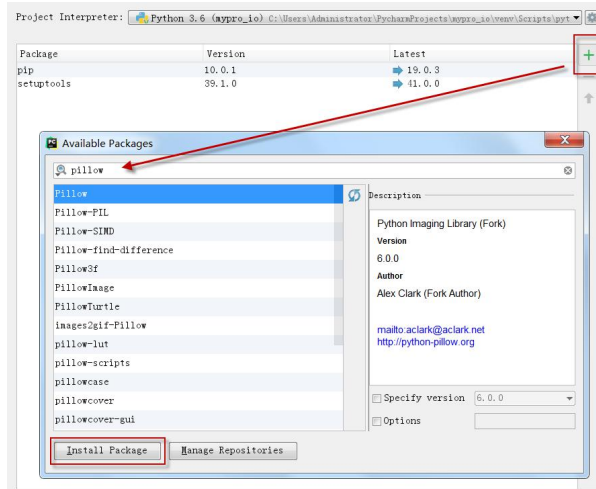 Project Interpreter: Python 3.6 (mypro_io) C:\Users\Administrator\PycharmProjects\mypro_io\venv\Scripts\pyt
Package Version Latest
pip 10.0.1 19.0.3
setuptools 39.1.0 41.0.0
Available Packages
pillow
Pillow
Pillow-PIL
Pillow-SIMD
Pillow-find-difference
Pillow3f
PillowImage
PillowTurtle
images2gif-Pillow
pillow-lut
pillow-scripts
pillowcase
pillowcover
pillowcover-gui
Description
Python Imaging Library (Fork)
Version
6.0.0
Author
Alex Clark (Fork Author)
mailto:aclark@aclark.net
http://python-pillow.org
Specify version 6.0.0
Options
Install Package Manage Repositories